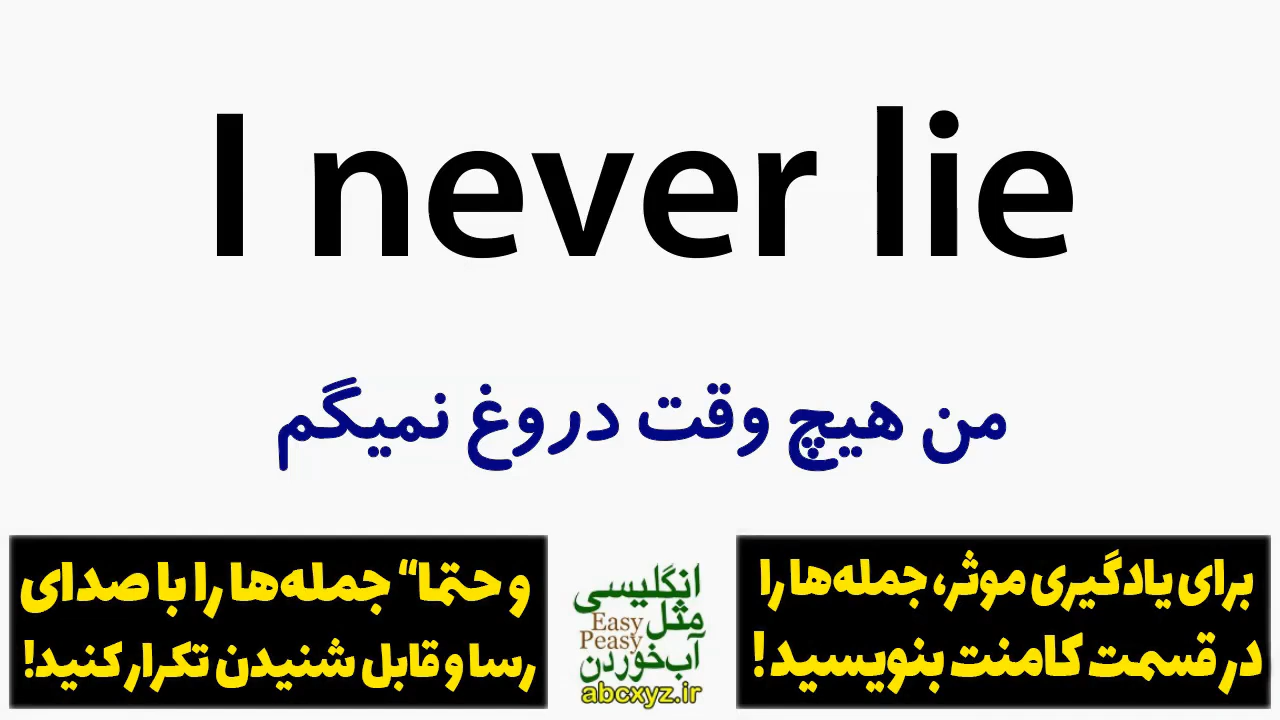 I never lie
من هیچ وقت دروغ نمیگم
برای یادگیری موثر، جمله‌ها را
در قسمت کامنت بنویسید!
انگلیسی
مثل
Easy
Peasy
آب‌خوردن
abcxyz.ir
و حتما“ جمله‌ها را با صدای
رسا و قابل شنیدن تکرار کنید!